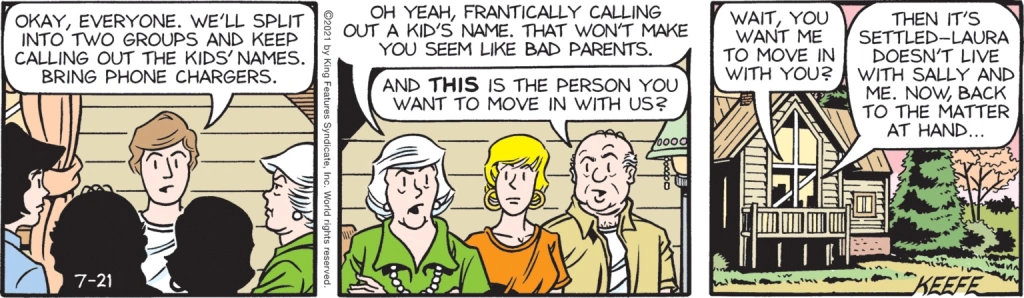 OKAY, EVERYONE. WE'LL SPLIT
INTO TWO GROUPS AND KEEP
CALLING OUT THE KIDS' NAMES.
BRING PHONE CHARGERS.
7-21
©2021 by King Features Syndicate, Inc. World rights reserved.
OH YEAH, FRANTICALLY CALLING
OUT A KID'S NAME. THAT WON'T MAKE
YOU SEEM LIKE BAD PARENTS.
AND THIS IS THE PERSON YOU
WANT TO MOVE IN WITH US?
WAIT, YOU
WANT ME
TO MOVE IN
WITH YOU?
THEN IT'S
SETTLED–LAURA
DOESN'T LIVE
WITH SALLY AND
ME. NOW, BACK
TO THE MATTER
AT HAND...
KEEFE